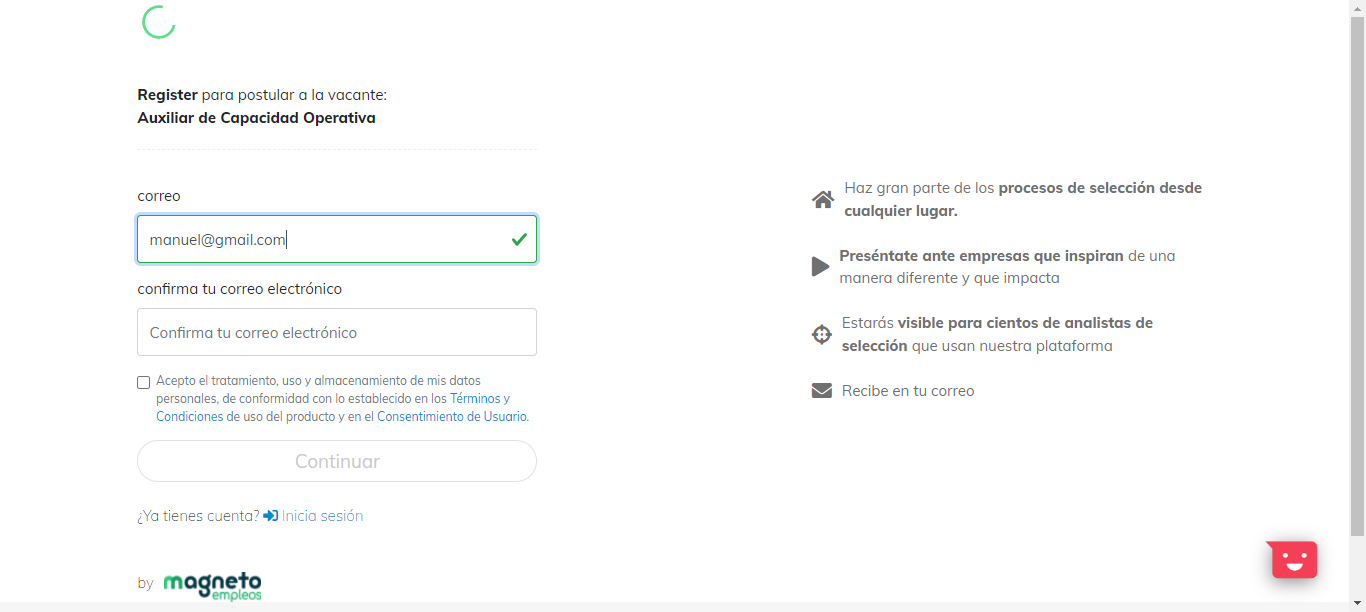 Register para postular a la vacante:
Auxiliar de Capacidad Operativa
correo
manuel@gmail.com
confirma tu correo electrónico
Confirma tu correo electrónico
Acepto el tratamiento, uso y almacenamiento de mis datos
personales, de conformidad con lo establecido en los Términos y
Condiciones de uso del producto y en el Consentimiento de Usuario.
Continuar
¿Ya tienes cuenta? Inicia sesión
by magneto
empleos
Haz gran parte de los procesos de selección desde
cualquier lugar.
Preséntate ante empresas que inspiran de una
manera diferente y que impacta
Estarás visible para cientos de analistas de
selección que usan nuestra plataforma
Recibe en tu correo